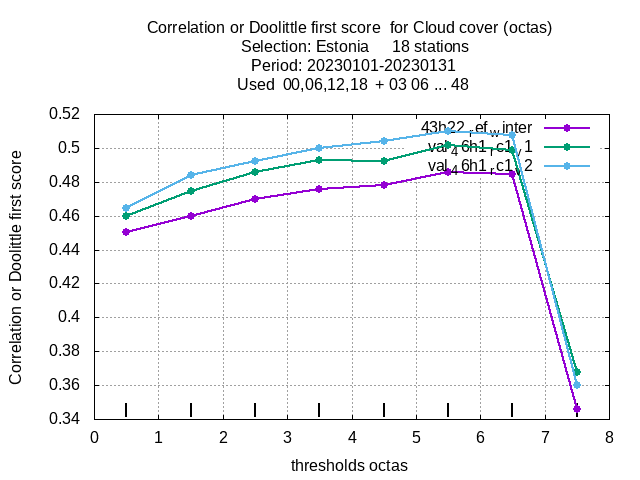 Correlation or Doolittle first score  for Cloud cover (octas)
Selection: Estonia     18 stations
Period: 20230101-20230131
Used  00,06,12,18  + 03 06 ... 48
43h22_ref_winter
val_46h1_rc1_v1
val_46h1_rc1_v2
Correlation or Doolittle first score
0.52
0.5
0.48
0.46
0.44
0.42
0.4
0.38
0.36
0.34
0 1 2 3 4 5 6 7 8
thresholds octas